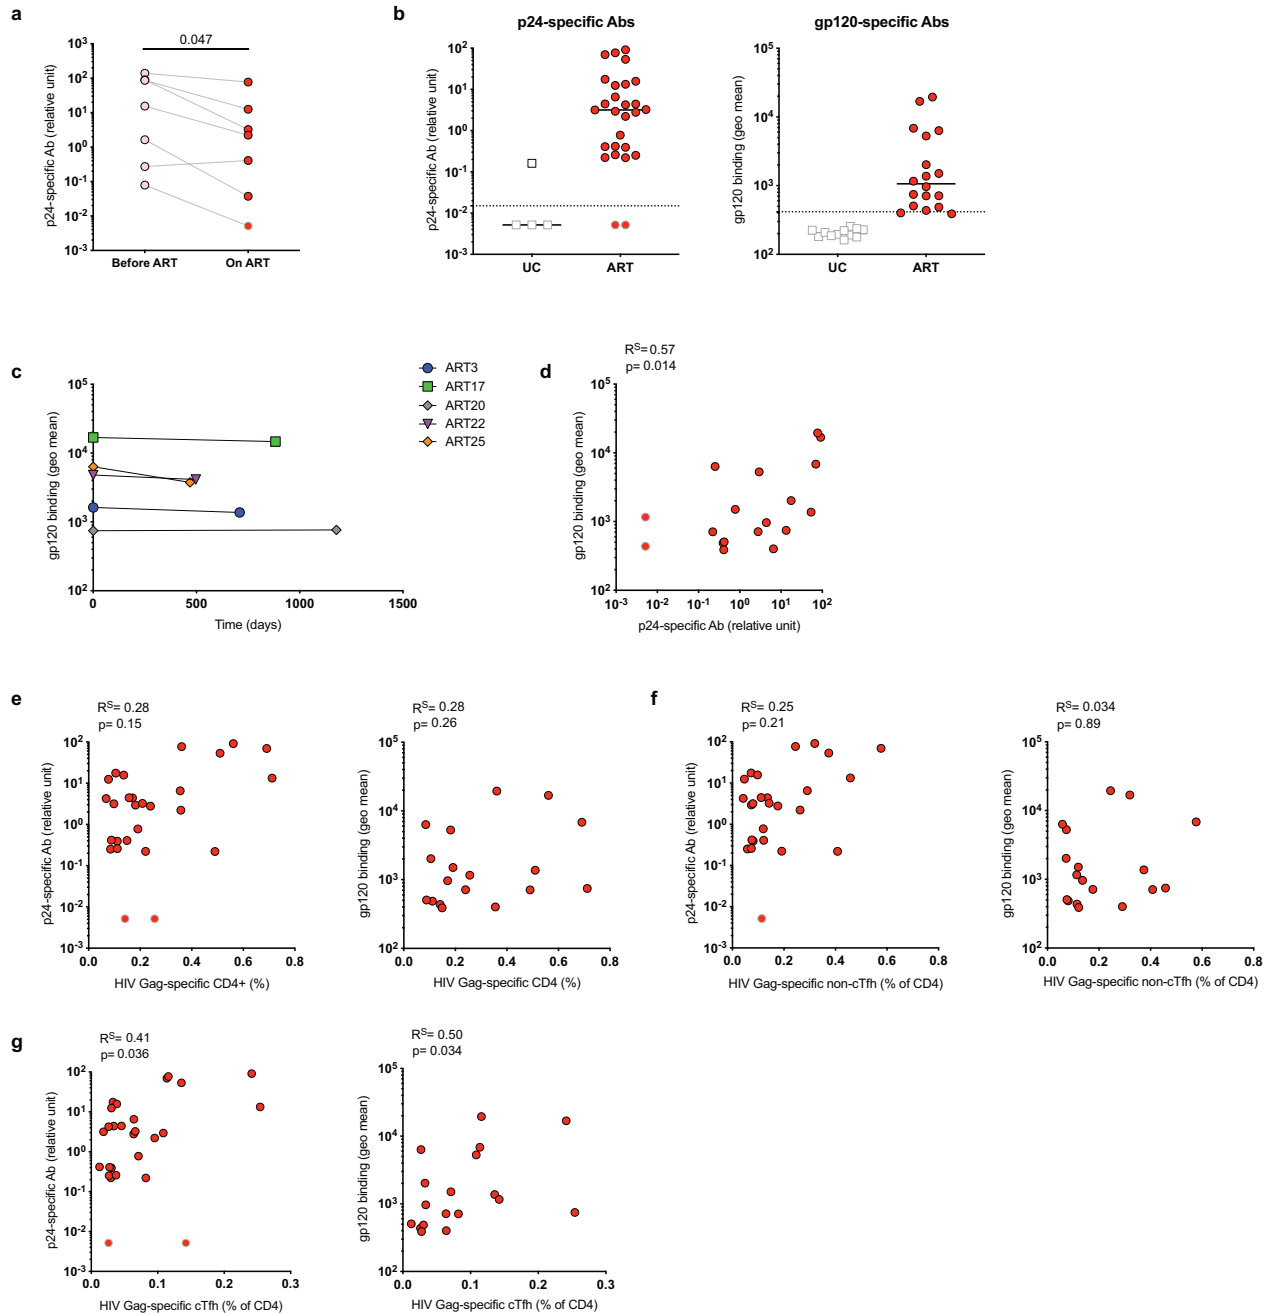 a
0.047
p24-specific Ab (relative unit)
10³
10²
10¹
10⁰
10⁻¹
10⁻²
10⁻³
Before ART
On ART
b
p24-specific Abs
p24-specific Ab (relative unit)
10²
10¹
10⁰
10⁻¹
10⁻²
10⁻³
UC
ART
gp120-specific Abs
gp120 binding (geo mean)
10⁵
10⁴
10³
10²
UC
ART
c
gp120 binding (geo mean)
10⁵
10⁴
10³
10²
0
500
1000
1500
Time (days)
ART3
ART17
ART20
ART22
ART25
d
Rˢ= 0.57
p= 0.014
gp120 binding (geo mean)
10⁵
10⁴
10³
10²
10⁻³
10⁻²
10⁻¹
10⁰
10¹
10²
p24-specific Ab (relative unit)
e
Rˢ= 0.28
p= 0.15
p24-specific Ab (relative unit)
10²
10¹
10⁰
10⁻¹
10⁻²
10⁻³
0.0
0.2
0.4
0.6
0.8
HIV Gag-specific CD4+ (%)
Rˢ= 0.28
p= 0.26
gp120 binding (geo mean)
10⁵
10⁴
10³
10²
0.0
0.2
0.4
0.6
0.8
HIV Gag-specific CD4 (%)
f
Rˢ= 0.25
p= 0.21
p24-specific Ab (relative unit)
10²
10¹
10⁰
10⁻¹
10⁻²
10⁻³
0.0
0.2
0.4
0.6
0.8
HIV Gag-specific non-cTfh (% of CD4)
Rˢ= 0.034
p= 0.89
gp120 binding (geo mean)
10⁵
10⁴
10³
10²
0.0
0.2
0.4
0.6
0.8
HIV Gag-specific non-cTfh (% of CD4)
g
Rˢ= 0.41
p= 0.036
p24-specific Ab (relative unit)
10²
10¹
10⁰
10⁻¹
10⁻²
10⁻³
0.0
0.1
0.2
0.3
HIV Gag-specific cTfh (% of CD4)
Rˢ= 0.50
p= 0.034
gp120 binding (geo mean)
10⁵
10⁴
10³
10²
0.0
0.1
0.2
0.3
HIV Gag-specific cTfh (% of CD4)